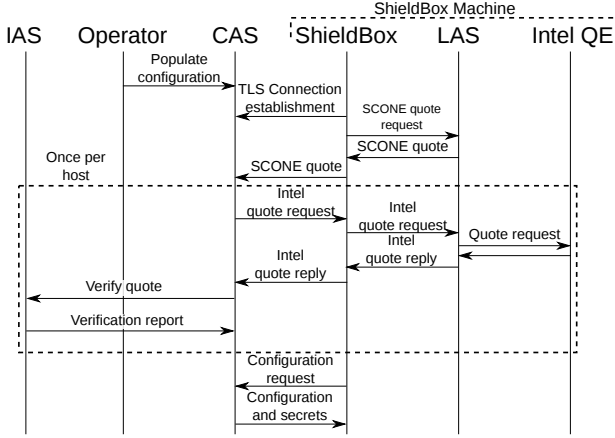 ShieldBox Machine
IAS Operator CAS ShieldBox LAS Intel QE
Populate
configuration
TLS Connection
establishment
SCONE quote
request
SCONE quote
SCONE quote
Once per
host
Intel
quote request
Intel
quote request
Quote request
Intel
quote reply
Intel
quote reply
Verify quote
Verification report
Configuration
request
Configuration
and secrets